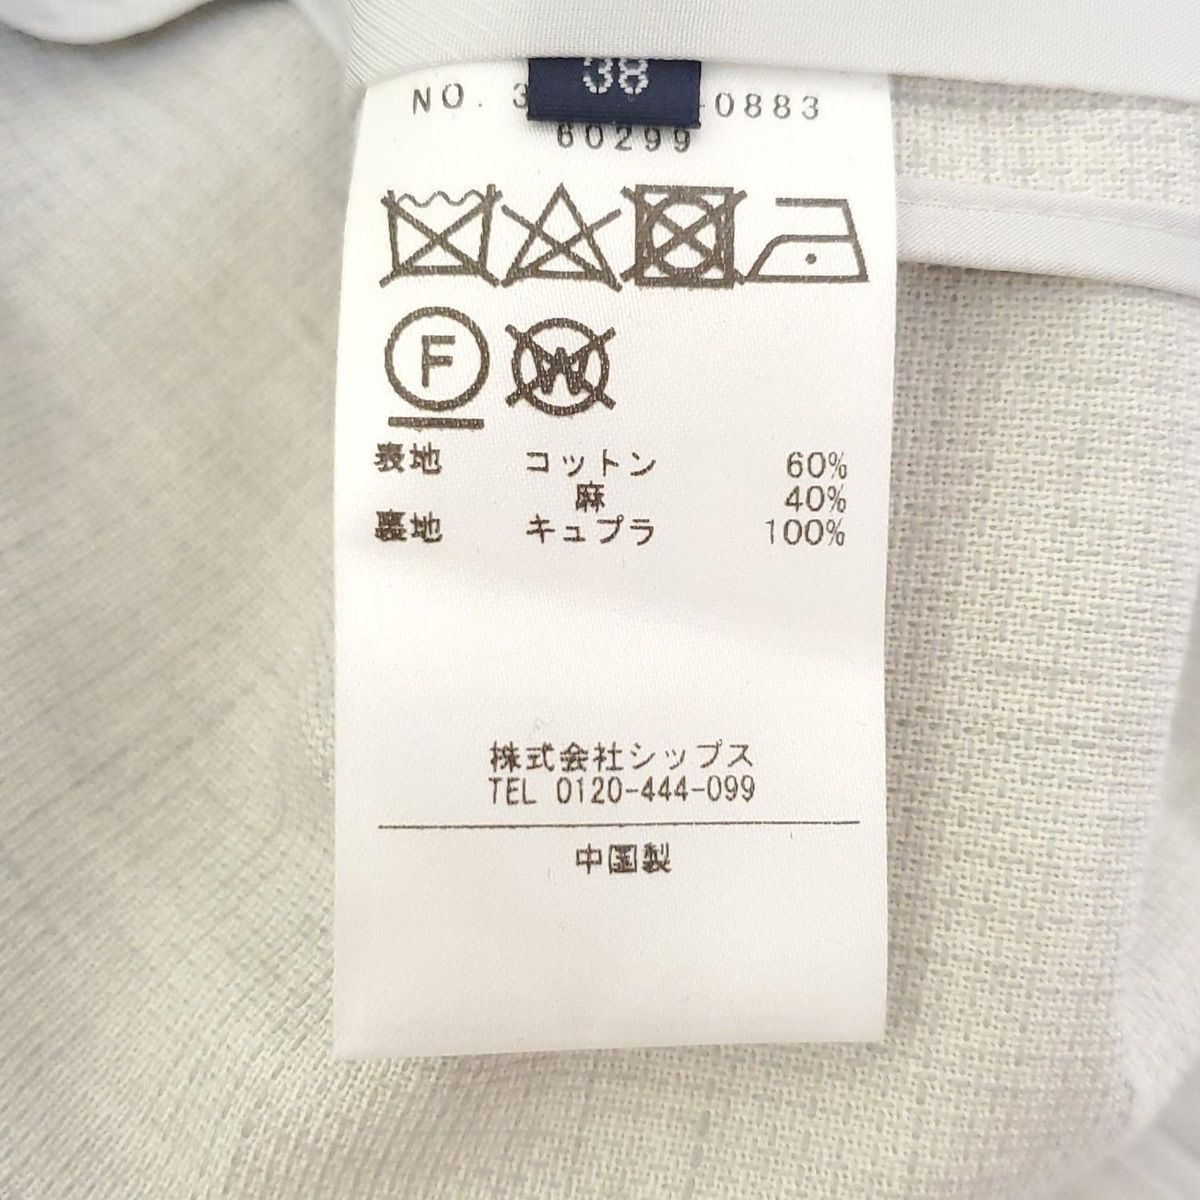 38
NO. 3 -0883
60299
F
W
表地 コットン 60%
麻 40%
裏地 キュプラ 100%
株式会社シップス
TEL 0120-444-099
中国製